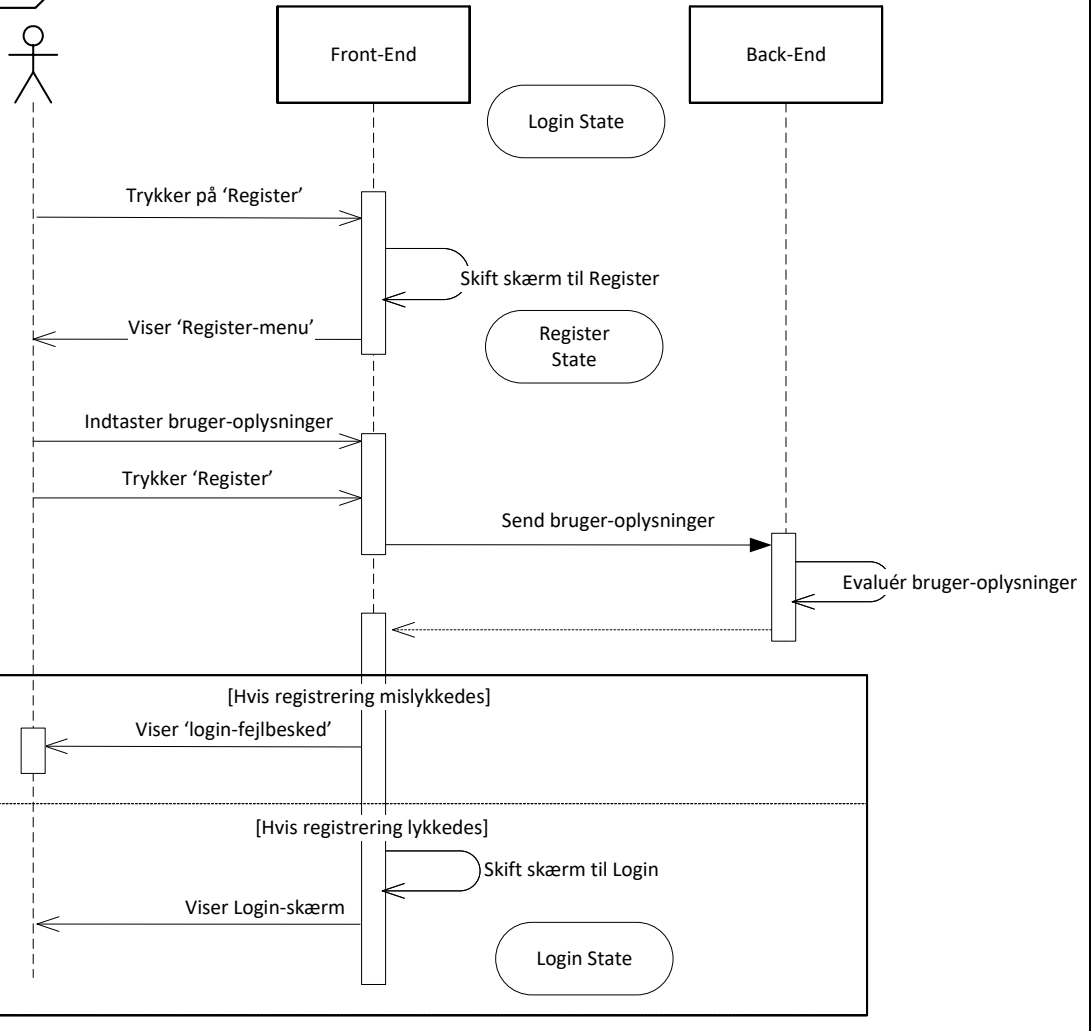 Front-End
Back-End
Login State
Trykker på ‘Register’
Skift skærm til Register
Viser ‘Register-menu’
Register
State
Indtaster bruger-oplysninger
Trykker ‘Register’
Send bruger-oplysninger
Evaluér bruger-oplysninger
[Hvis registrering mislykkedes]
Viser ‘login-fejlbesked’
[Hvis registrering lykkedes]
Skift skærm til Login
Viser Login-skærm
Login State